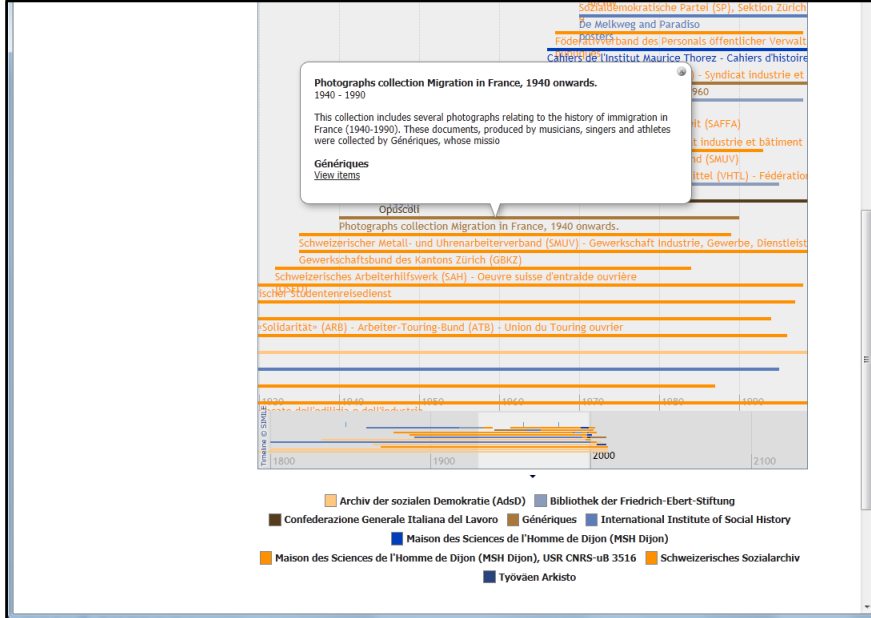 Sozialdemokratische Partei (SP), Sektion Zürich
De Melkweg and Paradiso
posters
Föderativverband des Personals öffentlicher Verwalt
Cahiers de l'Institut Maurice Thorez - Cahiers d'histoire
) - Syndicat industrie et
960
it (SAFFA)
t industrie et bâtiment
nd (SMUV)
ittel (VHTL) - Fédération
Photographs collection Migration in France, 1940 onwards.
1940 - 1990
This collection includes several photographs relating to the history of immigration in
France (1940-1990). These documents, produced by musicians, singers and athletes
were collected by Génériques, whose missio
Génériques
View items
Opuscoli
Photographs collection Migration in France, 1940 onwards.
Schweizerischer Metall- und Uhrenarbeiterverband (SMUV) - Gewerkschaft Industrie, Gewerbe, Dienstleist
Gewerkschaftsbund des Kantons Zürich (GBKZ)
Schweizerisches Arbeiterhilfswerk (SAH) - Oeuvre suisse d'entraide ouvrière
ischer Studentenreisedienst
«Solidarität» (ARB) - Arbeiter-Touring-Bund (ATB) - Union du Touring ouvrier
1930 1940 1950 1960 1970 1980 1990
dacato dell'edilizia e dell'industria
Timeline © SIMILE
1800 1900 2000 2100
Archiv der sozialen Demokratie (AdsD) Bibliothek der Friedrich-Ebert-Stiftung
Confederazione Generale Italiana del Lavoro Génériques International Institute of Social History
Maison des Sciences de l'Homme de Dijon (MSH Dijon)
Maison des Sciences de l'Homme de Dijon (MSH Dijon), USR CNRS-uB 3516 Schweizerisches Sozialarchiv
Työväen Arkisto